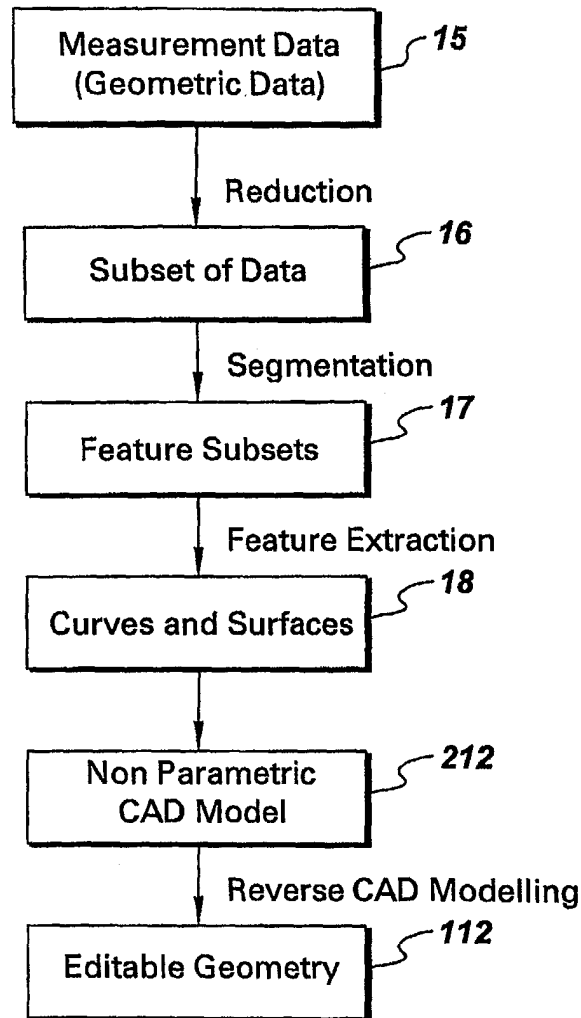 Measurement Data
(Geometric Data)
15
Reduction
Subset of Data
16
Segmentation
Feature Subsets
17
Feature Extraction
Curves and Surfaces
18
Non Parametric
CAD Model
212
Reverse CAD Modelling
Editable Geometry
112